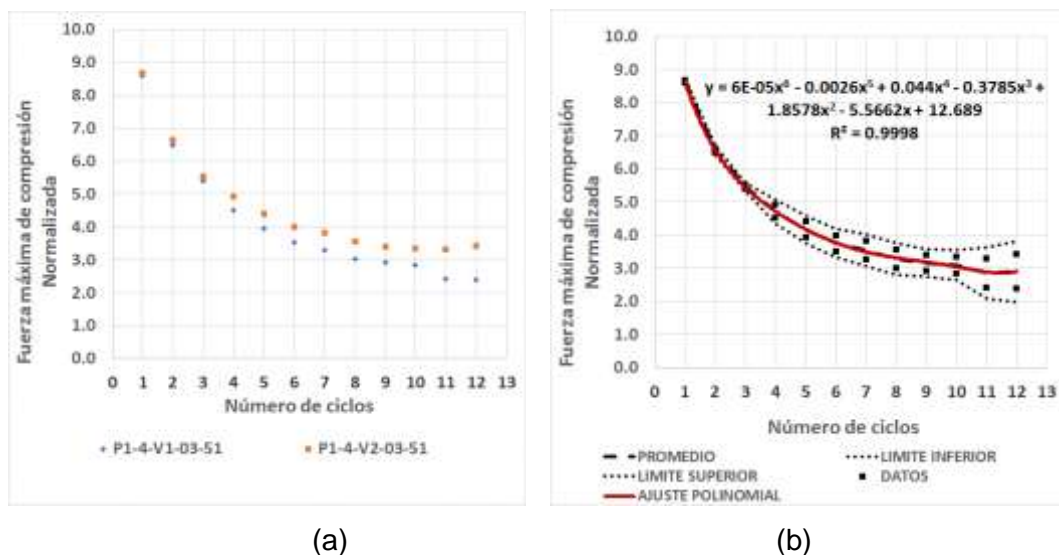 10.0
9.0
8.0
7.0
6.0
5.0
4.0
3.0
2.0
1.0
0.0
Fuerza máxima de compresión
Normalizada
0 1 2 3 4 5 6 7 8 9 10 11 12 13
Número de ciclos
P1-4-V1-03-51 P1-4-V2-03-51
(a)
10.0
9.0
8.0
7.0
6.0
5.0
4.0
3.0
2.0
1.0
0.0
Fuerza máxima de compresión
Normalizada
y = 6E-05x⁶ - 0.0026x⁵ + 0.044x⁴ - 0.3785x³ +
1.8578x² - 5.5662x + 12.689
R² = 0.9998
0 1 2 3 4 5 6 7 8 9 10 11 12 13
Número de ciclos
PROMEDIO LIMITE INFERIOR
LIMITE SUPERIOR DATOS
AJUSTE POLINOMIAL
(b)